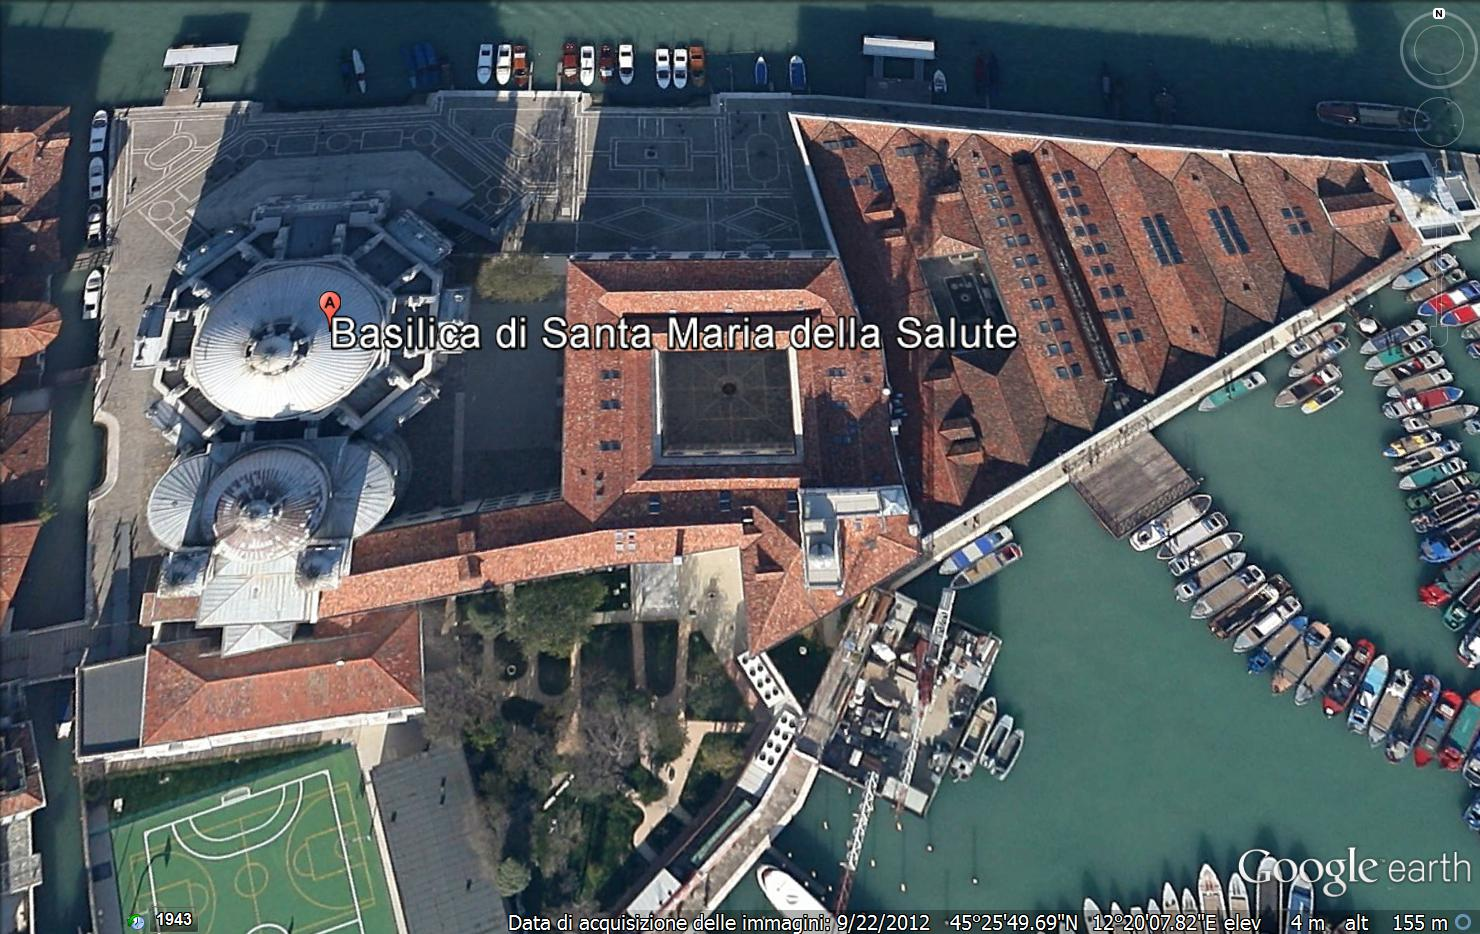 N
A
Basilica di Santa Maria della Salute
Google earth
1943
Data di acquisizione delle immagini: 9/22/2012 45°25'49.69"N 12°20'07.82"E elev 4 m alt 155 m